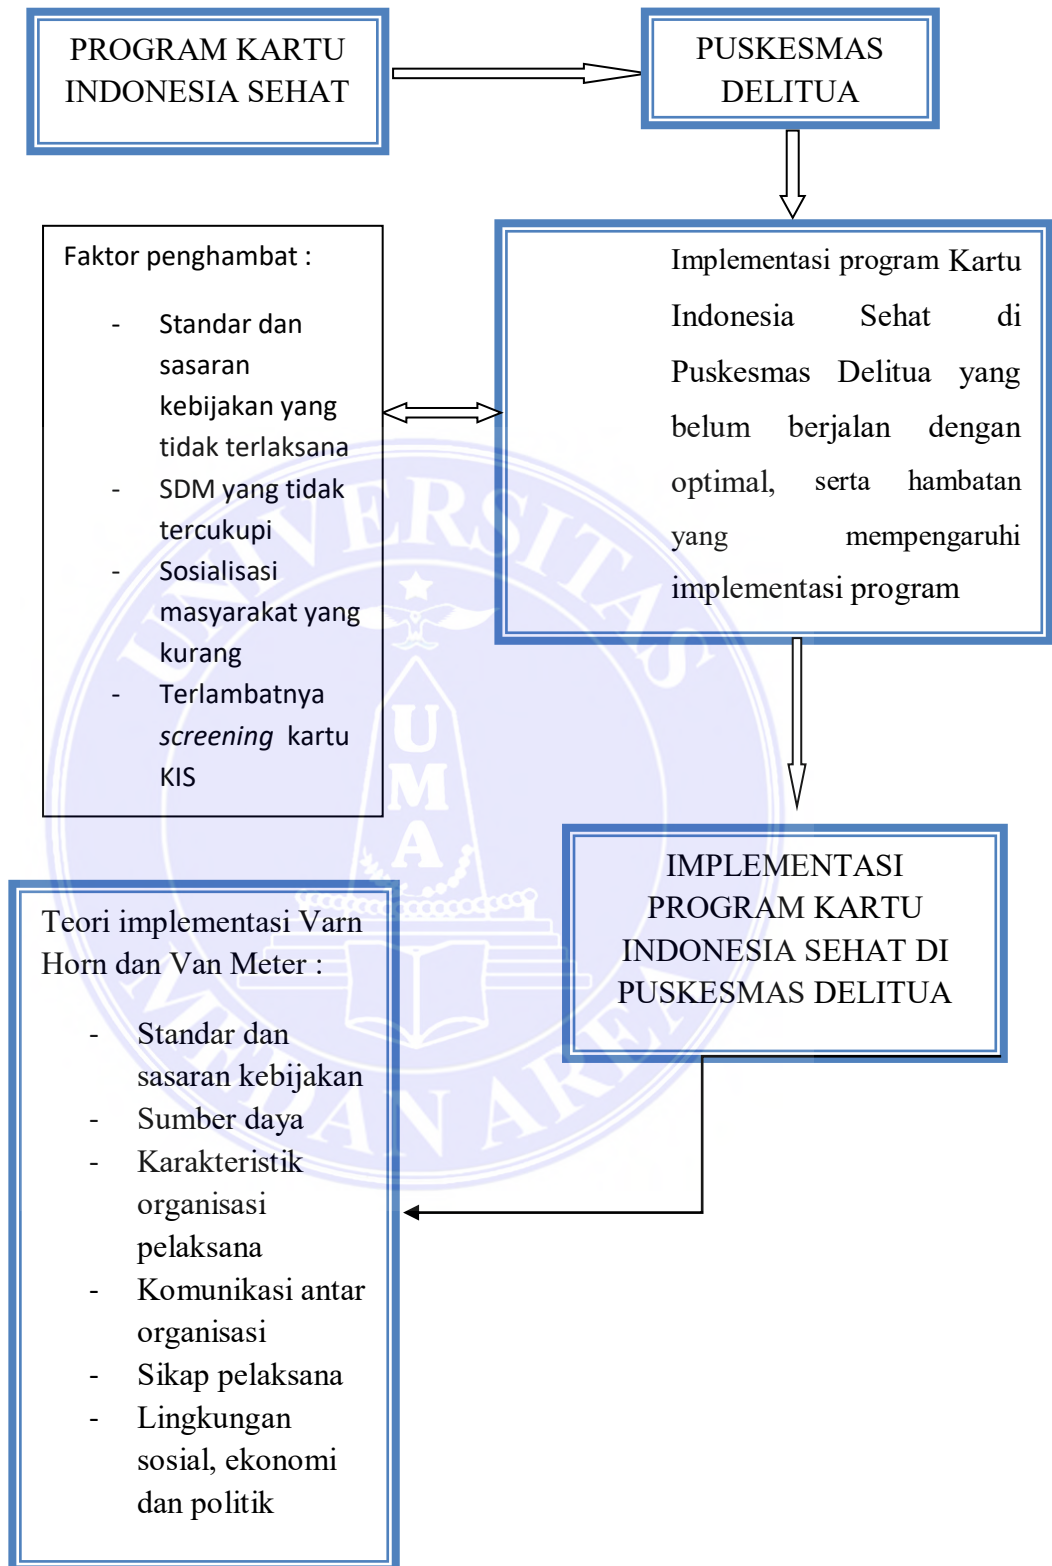 PROGRAM KARTU
INDONESIA SEHAT
PUSKESMAS
DELITUA
Faktor penghambat :
- Standar dan
sasaran
kebijakan yang
tidak terlaksana
- SDM yang tidak
tercukupi
- Sosialisasi
masyarakat yang
kurang
- Terlambatnya
screening kartu
KIS
Implementasi program Kartu
Indonesia Sehat di
Puskesmas Delitua yang
belum berjalan dengan
optimal, serta hambatan
yang mempengaruhi
implementasi program
IMPLEMENTASI
PROGRAM KARTU
INDONESIA SEHAT DI
PUSKESMAS DELITUA
Teori implementasi Varn
Horn dan Van Meter :
- Standar dan
sasaran kebijakan
- Sumber daya
- Karakteristik
organisasi
pelaksana
- Komunikasi antar
organisasi
- Sikap pelaksana
- Lingkungan
sosial, ekonomi
dan politik
UNIVERSITAS
MEDAN AREA
UMA